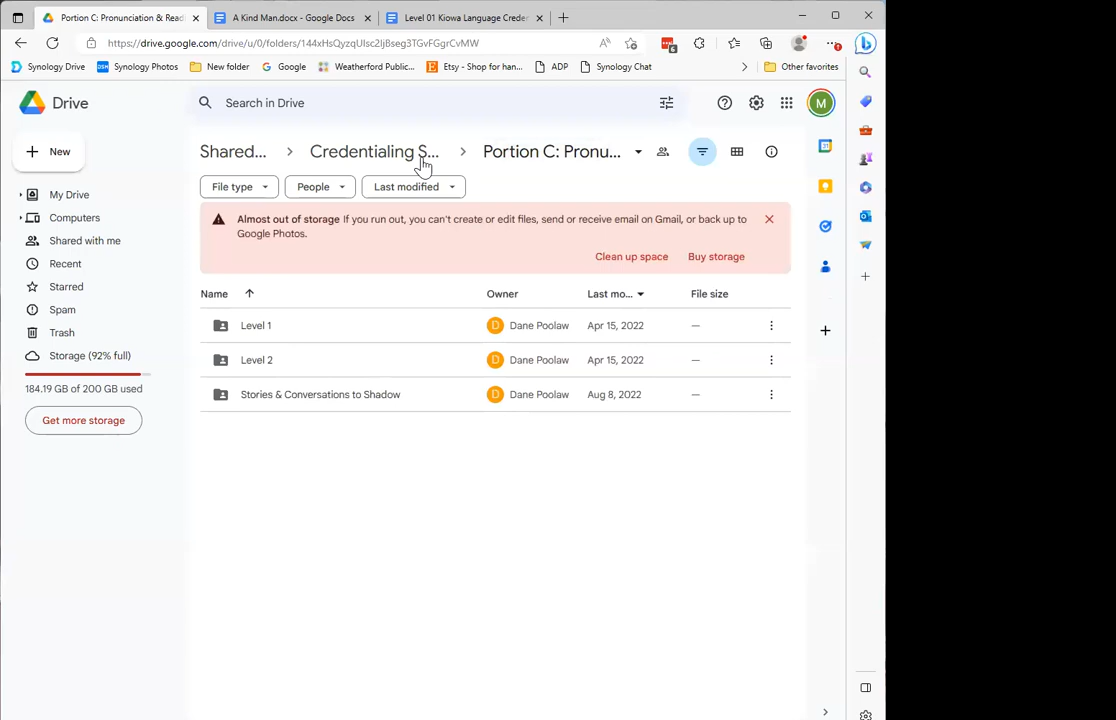 Portion C: Pronunciation & Read
A Kind Man.docx - Google Docs
Level 01 Kiowa Language Creder
https://drive.google.com/drive/u/0/folders/144xHsQyzqUIsc2Ij8seg3TGvFGgrCvMW
Synology Drive
Synology Photos
New folder
Google
Weatherford Public...
Etsy - Shop for han...
ADP
Synology Chat
Other favorites
Drive
Search in Drive
M
New
Shared...
Credentialing S...
Portion C: Pronu...
File type
People
Last modified
My Drive
Computers
Shared with me
Recent
Starred
Spam
Trash
Storage (92% full)
184.19 GB of 200 GB used
Get more storage
Almost out of storage If you run out, you can't create or edit files, send or receive email on Gmail, or back up to
Google Photos.
Clean up space
Buy storage
Name Owner Last mo... File size
Level 1 D Dane Poolaw Apr 15, 2022 —
Level 2 D Dane Poolaw Apr 15, 2022 —
Stories & Conversations to Shadow D Dane Poolaw Aug 8, 2022 —